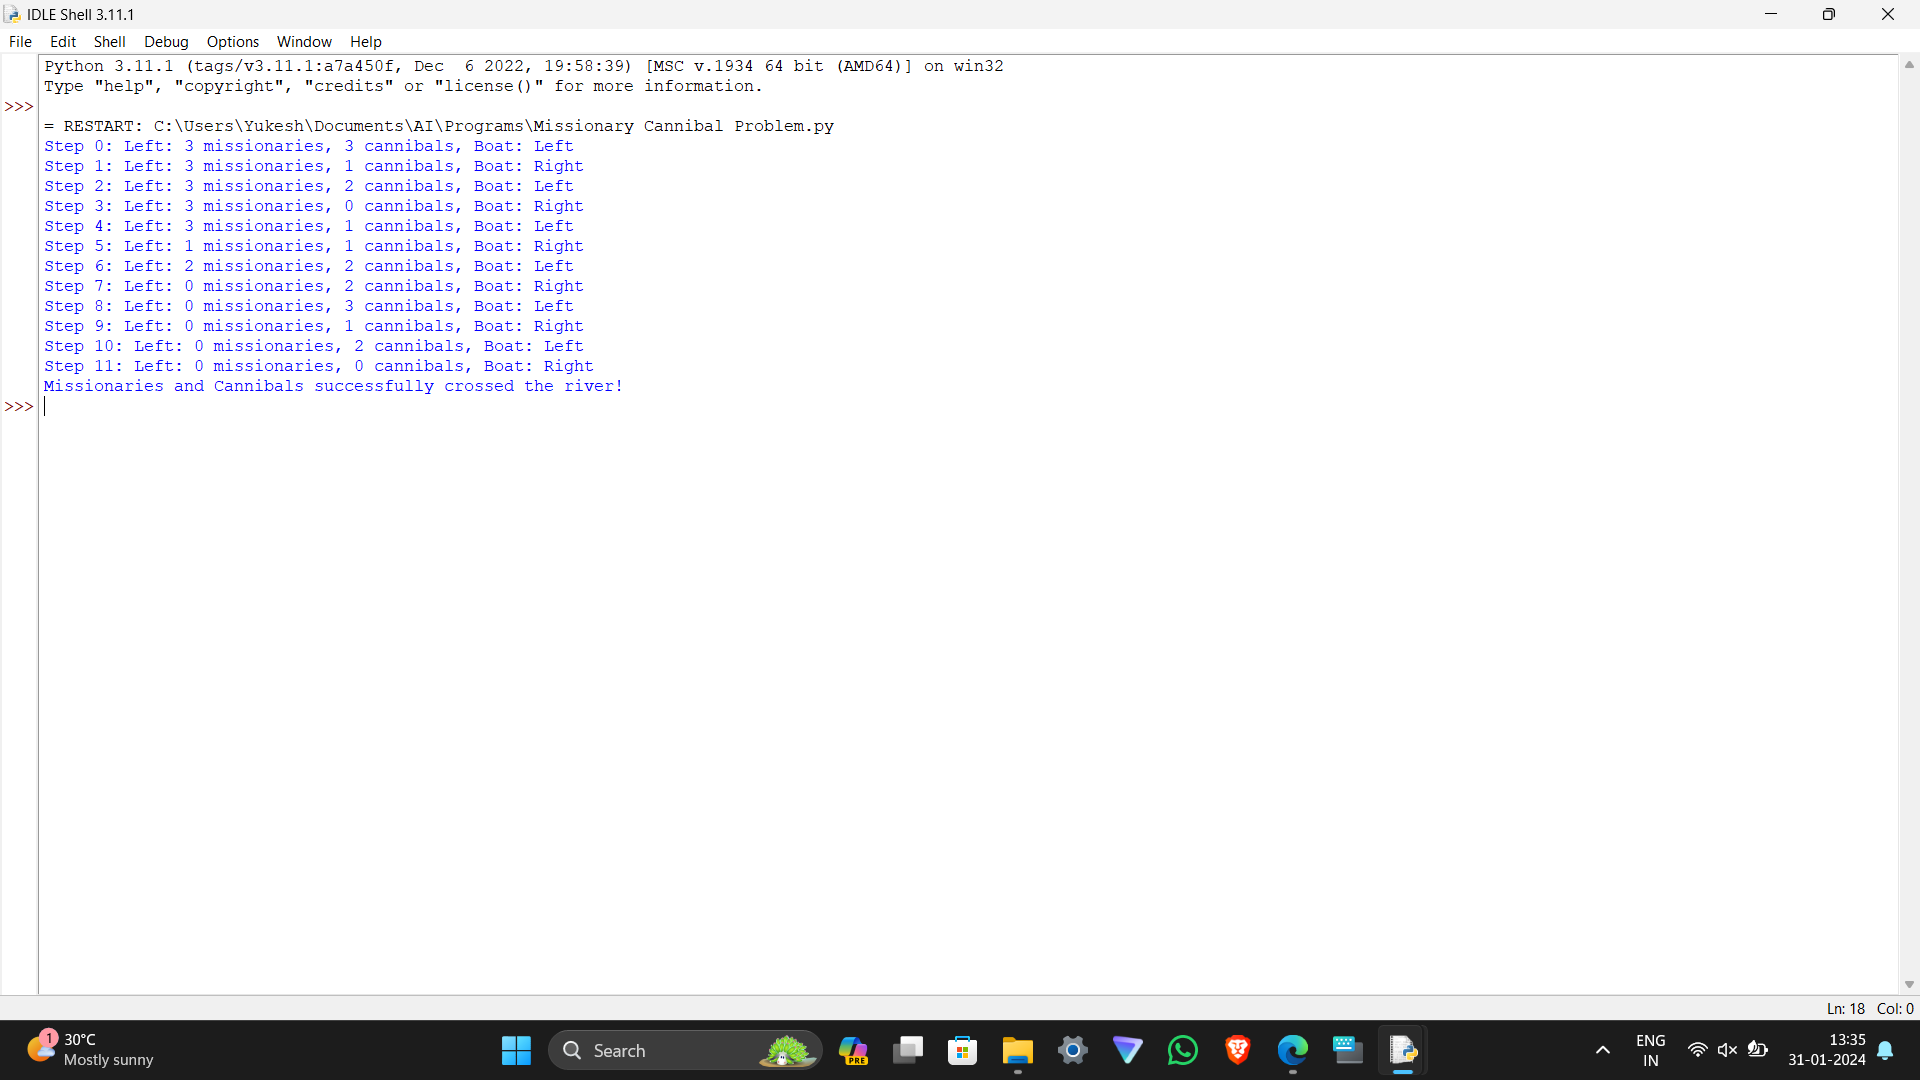 IDLE Shell 3.11.1
File Edit Shell Debug Options Window Help
Python 3.11.1 (tags/v3.11.1:a7a450f, Dec  6 2022, 19:58:39) [MSC v.1934 64 bit (AMD64)] on win32
Type "help", "copyright", "credits" or "license()" for more information.
>>>
= RESTART: C:\Users\Yukesh\Documents\AI\Programs\Missionary Cannibal Problem.py
Step 0: Left: 3 missionaries, 3 cannibals, Boat: Left
Step 1: Left: 3 missionaries, 1 cannibals, Boat: Right
Step 2: Left: 3 missionaries, 2 cannibals, Boat: Left
Step 3: Left: 3 missionaries, 0 cannibals, Boat: Right
Step 4: Left: 3 missionaries, 1 cannibals, Boat: Left
Step 5: Left: 1 missionaries, 1 cannibals, Boat: Right
Step 6: Left: 2 missionaries, 2 cannibals, Boat: Left
Step 7: Left: 0 missionaries, 2 cannibals, Boat: Right
Step 8: Left: 0 missionaries, 3 cannibals, Boat: Left
Step 9: Left: 0 missionaries, 1 cannibals, Boat: Right
Step 10: Left: 0 missionaries, 2 cannibals, Boat: Left
Step 11: Left: 0 missionaries, 0 cannibals, Boat: Right
Missionaries and Cannibals successfully crossed the river!
>>>
Ln: 18 Col: 0
1
30°C
Mostly sunny
Search
PRE
ENG
IN
13:35
31-01-2024